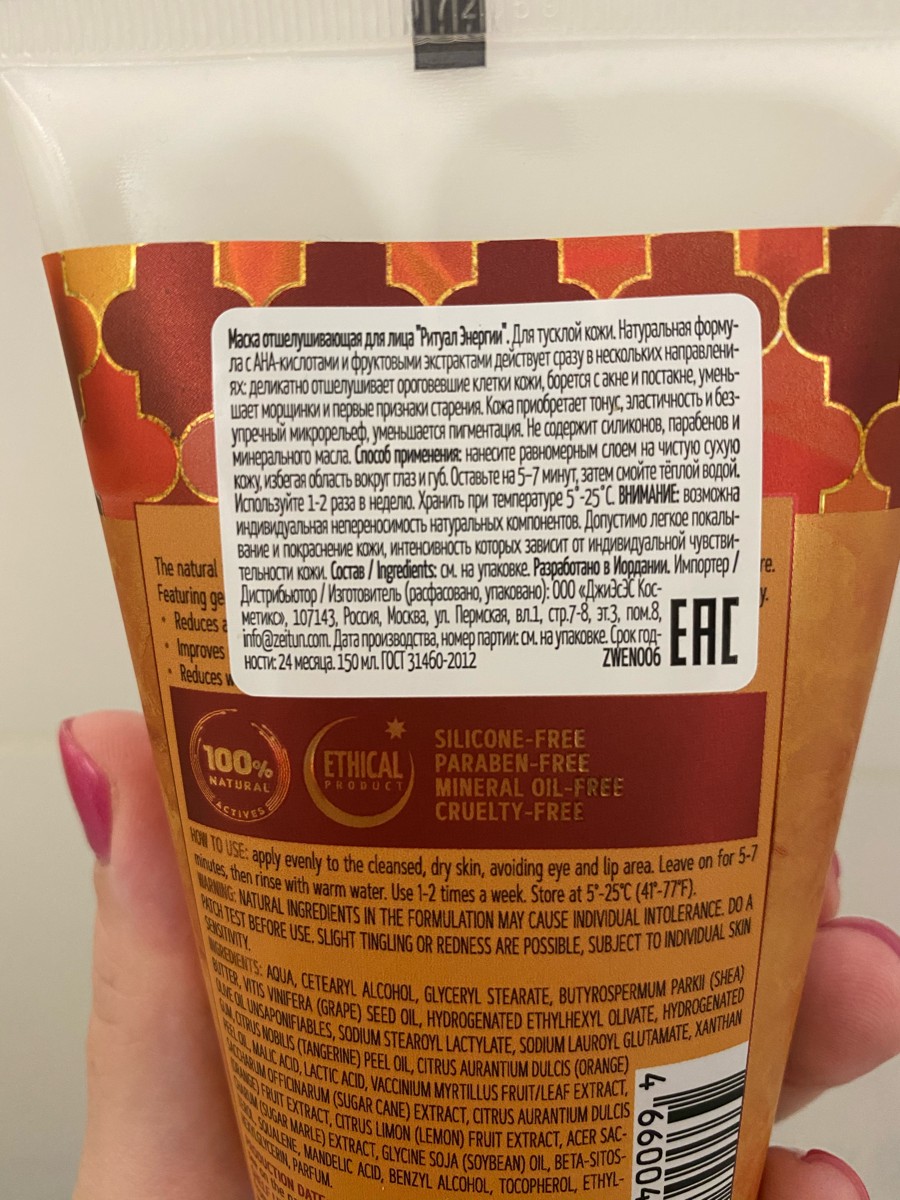 Маска отшелушивающая для лица "Ритуал Энергии". Для тусклой кожи. Натуральная форму-
ла с АНА-кислотами и фруктовыми экстрактами действует сразу в нескольких направлени-
ях: деликатно отшелушивает ороговевшие клетки кожи, борется с акне и постакне, умень-
шает морщинки и первые признаки старения. Кожа приобретает тонус, эластичность и без-
упречный микрорельеф, уменьшается пигментация. Не содержит силиконов, парабенов и
минерального масла. Способ применения: нанесите равномерным слоем на чистую сухую
кожу, избегая область вокруг глаз и губ. Оставьте на 5-7 минут, затем смойте тёплой водой.
Используйте 1-2 раза в неделю. Хранить при температуре 5°-25°С. ВНИМАНИЕ: возможна
индивидуальная непереносимость натуральных компонентов. Допустимо легкое покалы-
вание и покраснение кожи, интенсивность которых зависит от индивидуальной чувстви-
тельности кожи. Состав / Ingredients: см. на упаковке. Разработано в Иордании. Импортер /
Дистрибьютор / Изготовитель (расфасовано, упаковано): ООО «ДжиЭсЭс Кос-
метикс», 107143, Россия, Москва, ул. Пермская, вл.1, стр.7-8, эт.3, пом.8,
info@zeitun.com. Дата производства, номер партии: см. на упаковке. Срок год-
ности: 24 месяца. 150 мл. ГОСТ 31460-2012
ZWEN006
EAC
The natural
Featuring
• Reduces
• Improves
• Reduces
100%
NATURAL
ACTIVES
ETHICAL
PRODUCT
SILICONE-FREE
PARABEN-FREE
MINERAL OIL-FREE
CRUELTY-FREE
HOW TO USE: apply evenly to the cleansed, dry skin, avoiding eye and lip area. Leave on for 5-7
minutes, then rinse with warm water. Use 1-2 times a week. Store at 5°-25°C (41°-77°F).
WARNING: NATURAL INGREDIENTS IN THE FORMULATION MAY CAUSE INDIVIDUAL INTOLERANCE. DO A
PATCH TEST BEFORE USE. SLIGHT TINGLING OR REDNESS ARE POSSIBLE, SUBJECT TO INDIVIDUAL SKIN
SENSITIVITY.
INGREDIENTS: AQUA, CETEARYL ALCOHOL, GLYCERYL STEARATE, BUTYROSPERMUM PARKII (SHEA)
BUTTER, VITIS VINIFERA (GRAPE) SEED OIL, HYDROGENATED ETHYLHEXYL OLIVATE, HYDROGENATED
OLIVE OIL UNSAPONIFIABLES, SODIUM STEAROYL LACTYLATE, SODIUM LAUROYL GLUTAMATE, XANTHAN
GUM, CITRUS NOBILIS (TANGERINE) PEEL OIL, CITRUS AURANTIUM DULCIS (ORANGE)
PEEL OIL, MALIC ACID, LACTIC ACID, VACCINIUM MYRTILLUS FRUIT/LEAF EXTRACT,
SACCHARUM OFFICINARUM (SUGAR CANE) EXTRACT, CITRUS AURANTIUM DULCIS
(ORANGE) FRUIT EXTRACT, CITRUS LIMON (LEMON) FRUIT EXTRACT, ACER SAC-
(SUGAR MARLE) EXTRACT, GLYCINE SOJA (SOYBEAN) OIL, BETA-SITOS-
SQUALENE, MANDELIC ACID, BENZYL ALCOHOL, TOCOPHEROL, ETHYL-
PARFUM.
DATE
4 66004